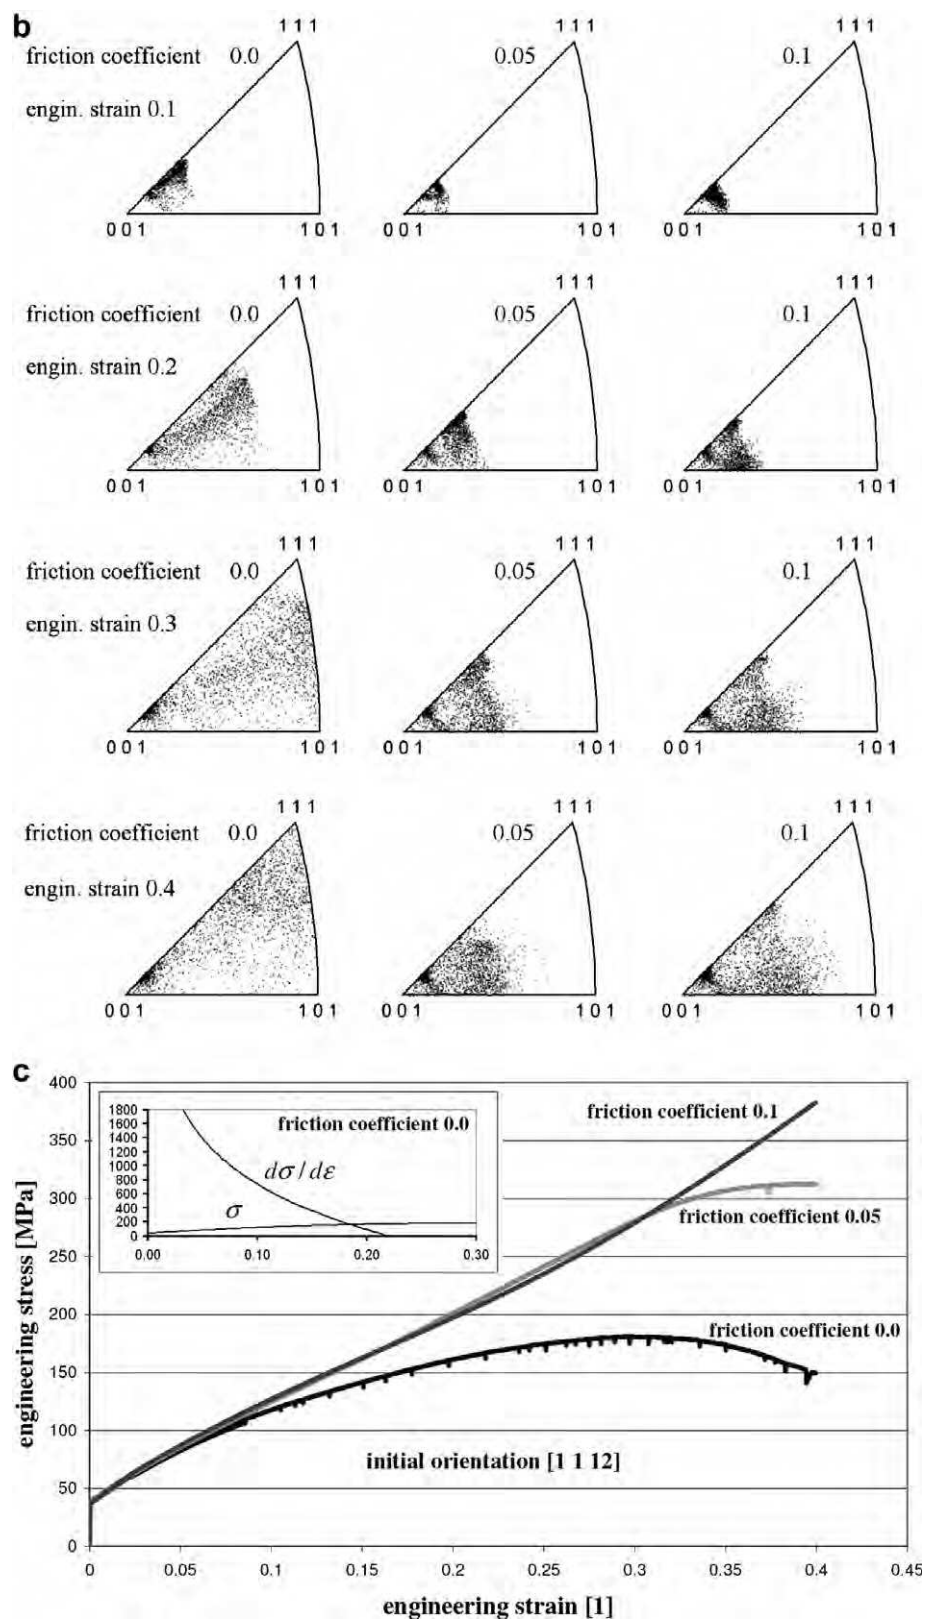 b
111 111 111
friction coefficient 0.0 0.05 0.1
engin. strain 0.1
001 101 001 101 001 101
111 111 111
friction coefficient 0.0 0.05 0.1
engin. strain 0.2
001 101 001 101 001 101
111 111 111
friction coefficient 0.0 0.05 0.1
engin. strain 0.3
001 101 001 101 001 101
111 111 111
friction coefficient 0.0 0.05 0.1
engin. strain 0.4
001 101 001 101 001 101
c
engineering stress [MPa]
400
350
300
250
200
150
100
50
0
1800
1600
1400
1200
1000
800
600
400
200
0
friction coefficient 0.0
dσ/dε
σ
0.00 0.10 0.20 0.30
friction coefficient 0.1
friction coefficient 0.05
friction coefficient 0.0
initial orientation [1 1 12]
0 0.05 0.1 0.15 0.2 0.25 0.3 0.35 0.4 0.45
engineering strain [1]